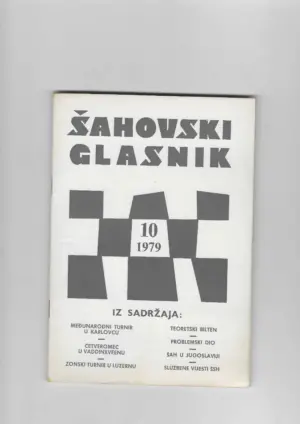 ŠAHOVSKI
GLASNIK
10
1979
IZ SADRŽAJA:
MEĐUNARODNI TURNIR
U KARLOVCU
ČETVEROMEČ
U VADDINXVEENU
ZONSKI TURNIR U LUZERNU
TEORETSKI BILTEN
PROBLEMSKI DIO
ŠAH U JUGOSLAVIJI
SLUŽBENE VIJESTI ŠSH